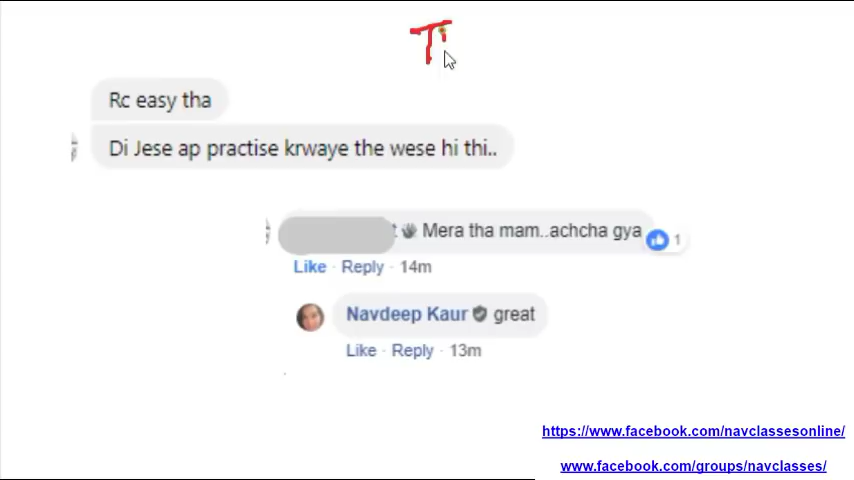 Ti
Rc easy tha
Di Jese ap practise krwaye the wese hi thi..
Mera tha mam..achcha gya
1
Like · Reply · 14m
Navdeep Kaur great
Like · Reply · 13m
https://www.facebook.com/navclassesonline/
www.facebook.com/groups/navclasses/